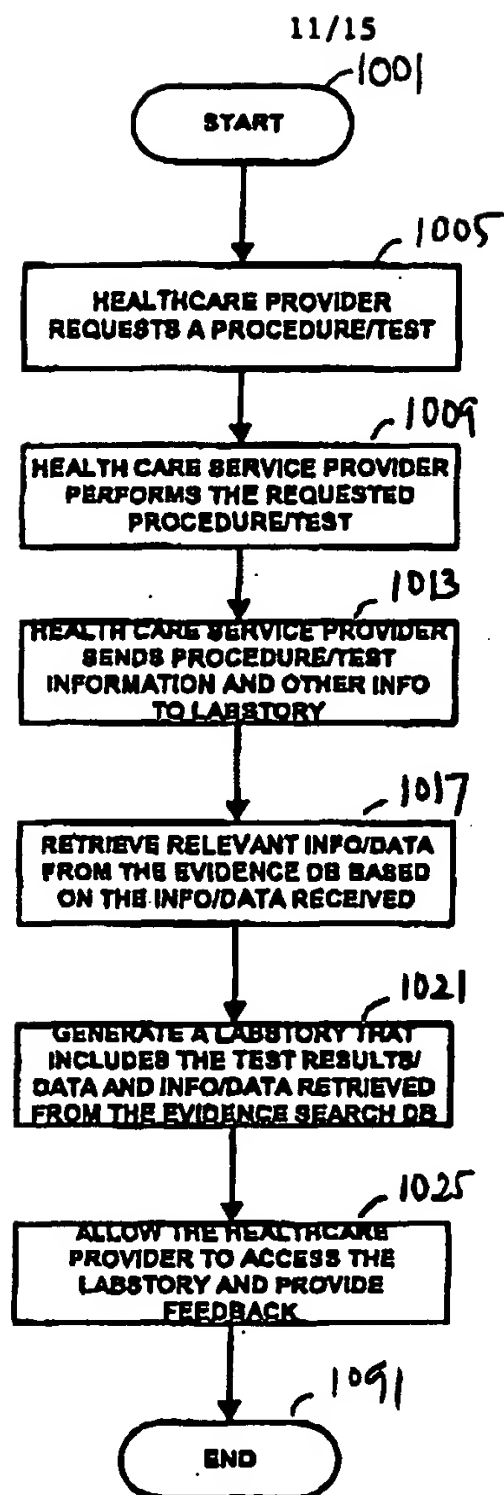 11/15
1001
START
1005
HEALTHCARE PROVIDER
REQUESTS A PROCEDURE/TEST
1009
HEALTH CARE SERVICE PROVIDER
PERFORMS THE REQUESTED
PROCEDURE/TEST
1013
HEALTH CARE SERVICE PROVIDER
SENDS PROCEDURE/TEST
INFORMATION AND OTHER INFO
TO LABSTORY
1017
RETRIEVE RELEVANT INFO/DATA
FROM THE EVIDENCE DB BASED
ON THE INFO/DATA RECEIVED
1021
GENERATE A LABSTORY THAT
INCLUDES THE TEST RESULTS/
DATA AND INFO/DATA RETRIEVED
FROM THE EVIDENCE SEARCH DB
1025
ALLOW THE HEALTHCARE
PROVIDER TO ACCESS THE
LABSTORY AND PROVIDE
FEEDBACK
1091
END